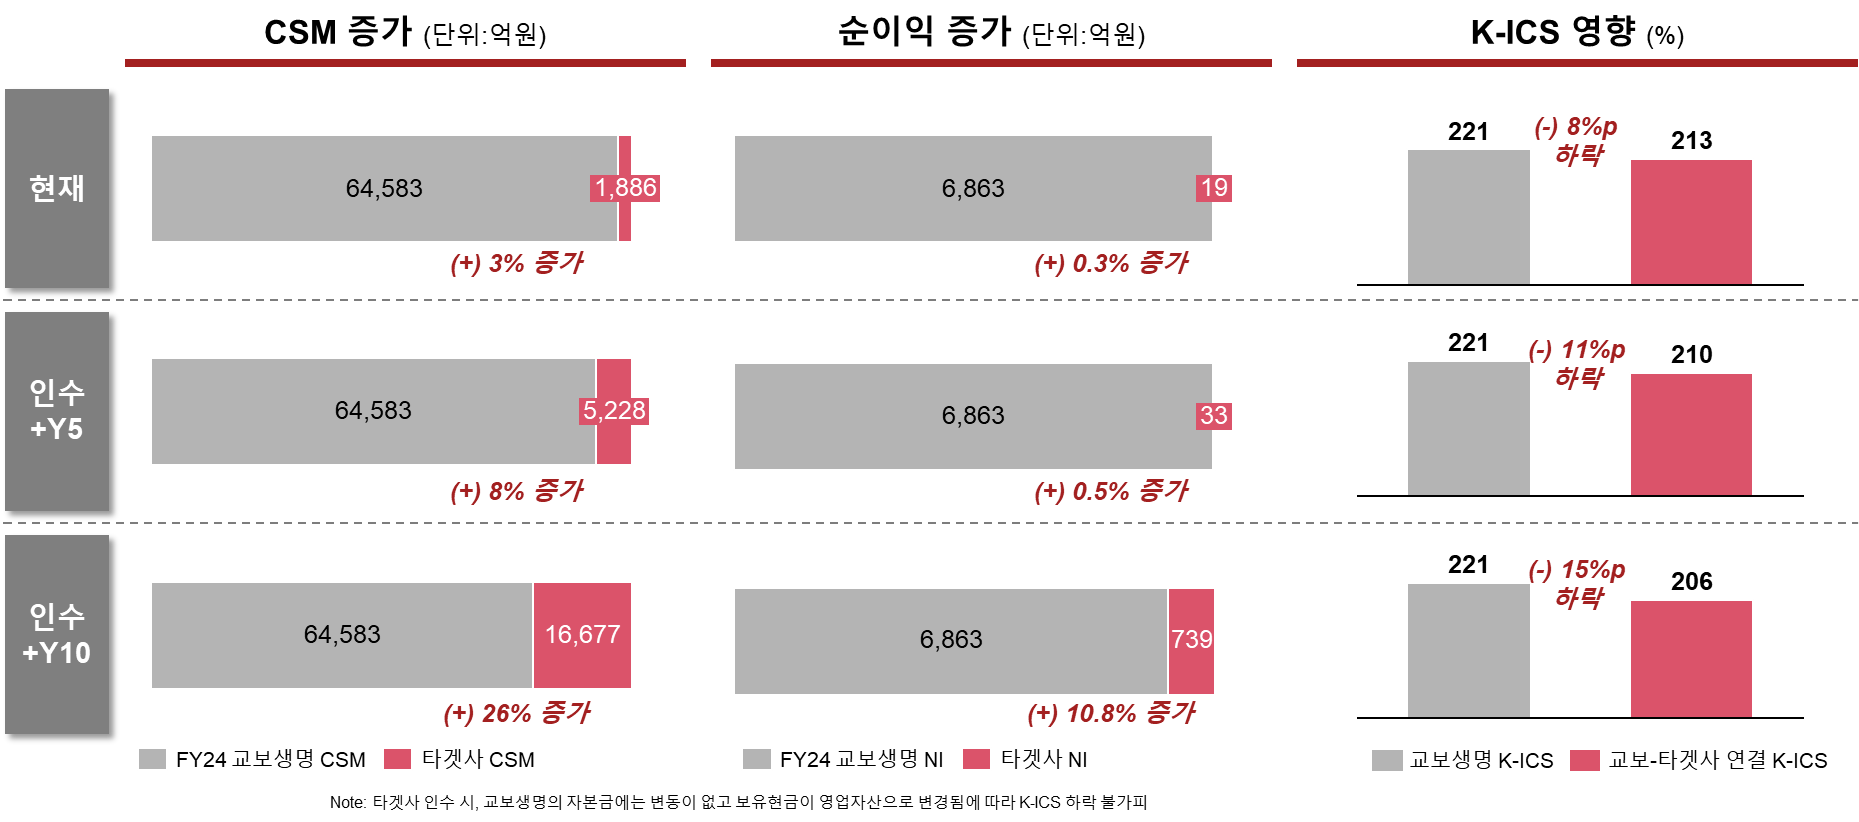 CSM 증가 (단위:억원)
순이익 증가 (단위:억원)
K-ICS 영향 (%)
현재
64,583
1,886
(+) 3% 증가
6,863
19
(+) 0.3% 증가
221
(-) 8%p
하락
213
인수
+Y5
64,583
5,228
(+) 8% 증가
6,863
33
(+) 0.5% 증가
221
(-) 11%p
하락
210
인수
+Y10
64,583
16,677
(+) 26% 증가
6,863
739
(+) 10.8% 증가
221
(-) 15%p
하락
206
FY24 교보생명 CSM
타겟사 CSM
FY24 교보생명 NI
타겟사 NI
교보생명 K-ICS
교보-타겟사 연결 K-ICS
Note: 타겟사 인수 시, 교보생명의 자본금에는 변동이 없고 보유현금이 영업자산으로 변경됨에 따라 K-ICS 하락 불가피